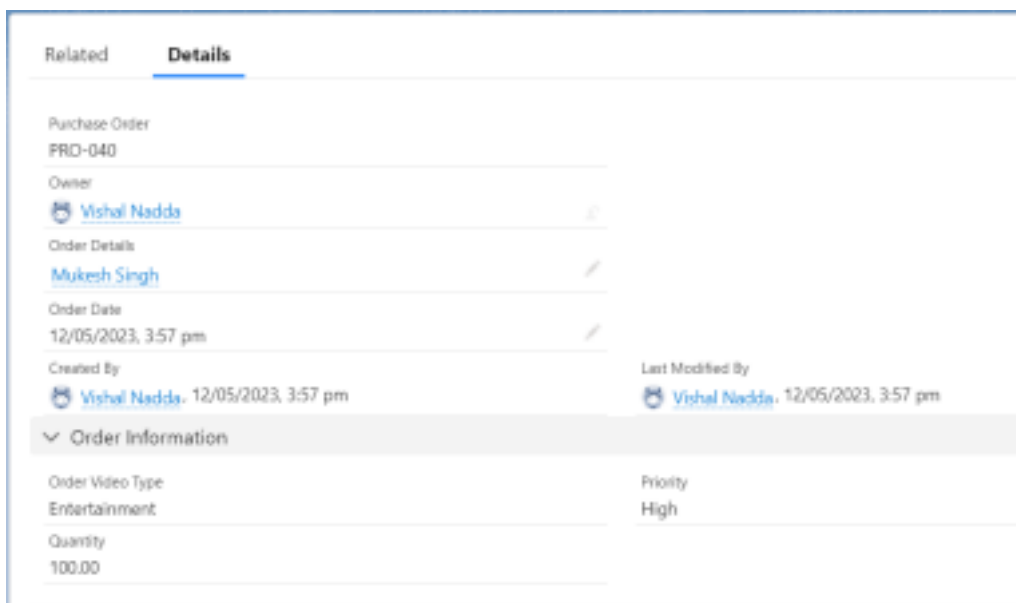 Related Details
Purchase Order
PRO-040
Owner
Vishal Nadda
Order Details
Mukesh Singh
Order Date
12/05/2023, 3:57 pm
Created By
Vishal Nadda, 12/05/2023, 3:57 pm
Last Modified By
Vishal Nadda, 12/05/2023, 3:57 pm
Order Information
Order Video Type
Entertainment
Priority
High
Quantity
100.00